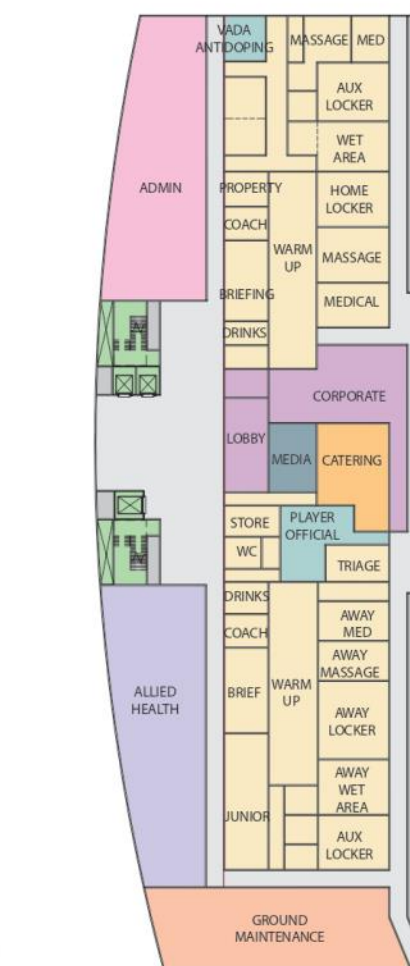 VADA
ANTIDOPING
MASSAGE
MED
AUX
LOCKER
WET
AREA
ADMIN
PROPERTY
HOME
LOCKER
COACH
WARM
UP
MASSAGE
BRIEFING
MEDICAL
DRINKS
CORPORATE
LOBBY
MEDIA
CATERING
STORE
PLAYER
OFFICIAL
WC
TRIAGE
DRINKS
AWAY
MED
COACH
AWAY
MASSAGE
ALLIED
HEALTH
BRIEF
WARM
UP
AWAY
LOCKER
AWAY
WET
AREA
JUNIOR
AUX
LOCKER
GROUND
MAINTENANCE